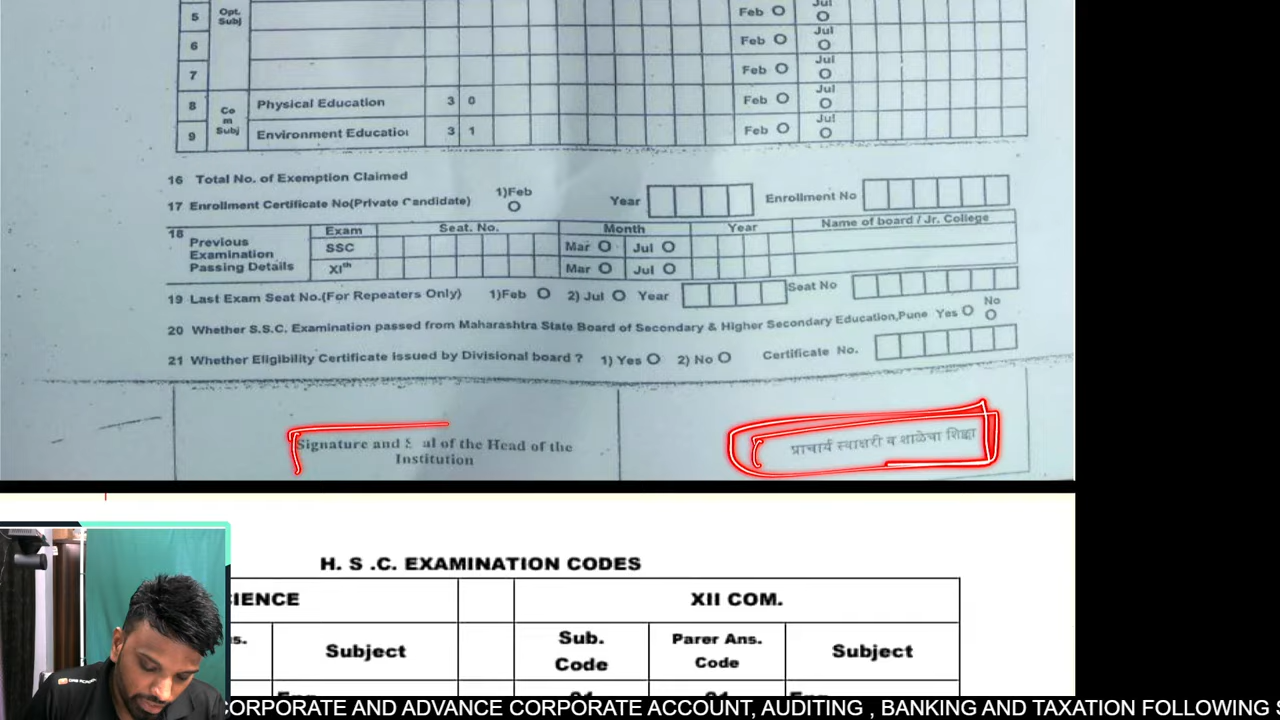 5 Opt. Subj Feb Jul
6 Feb Jul
7 Feb Jul
8 Co m Subj Physical Education 3 0 Feb Jul
9 Environment Educatio 3 1 Feb Jul
16 Total No. of Exemption Claimed
17 Enrollment Certificate No(Private Candidate) 1)Feb Year Enrollment No
18 Previous Examination Passing Details Exam Seat. No. Month Year Name of board / Jr. College
SSC Mar Jul
XIth Mar Jul
19 Last Exam Seat No.(For Repeaters Only) 1)Feb 2) Jul Year Seat No
20 Whether S.S.C. Examination passed from Maharashtra State Board of Secondary & Higher Secondary Education,Pune Yes No
21 Whether Eligibility Certificate issued by Divisional board ? 1) Yes 2) No Certificate No.
Signature and S al of the Head of the
Institution
प्राचार्य स्वाक्षरी व शाळेचा शिक्का
H. S .C. EXAMINATION CODES
CIENCE XII COM.
ns. Subject Sub. Code Parer Ans. Code Subject
CORPORATE AND ADVANCE CORPORATE ACCOUNT, AUDITING , BANKING AND TAXATION FOLLOWING S